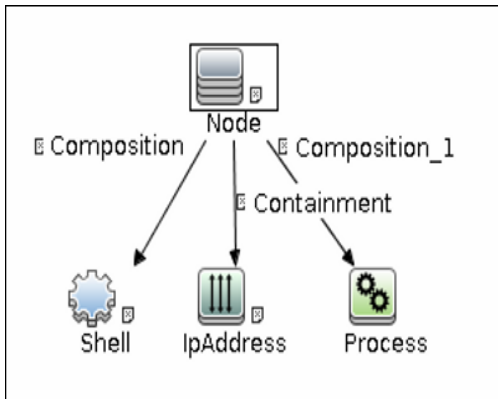 Node
Composition
Composition_1
Containment
Shell
IpAddress
Process